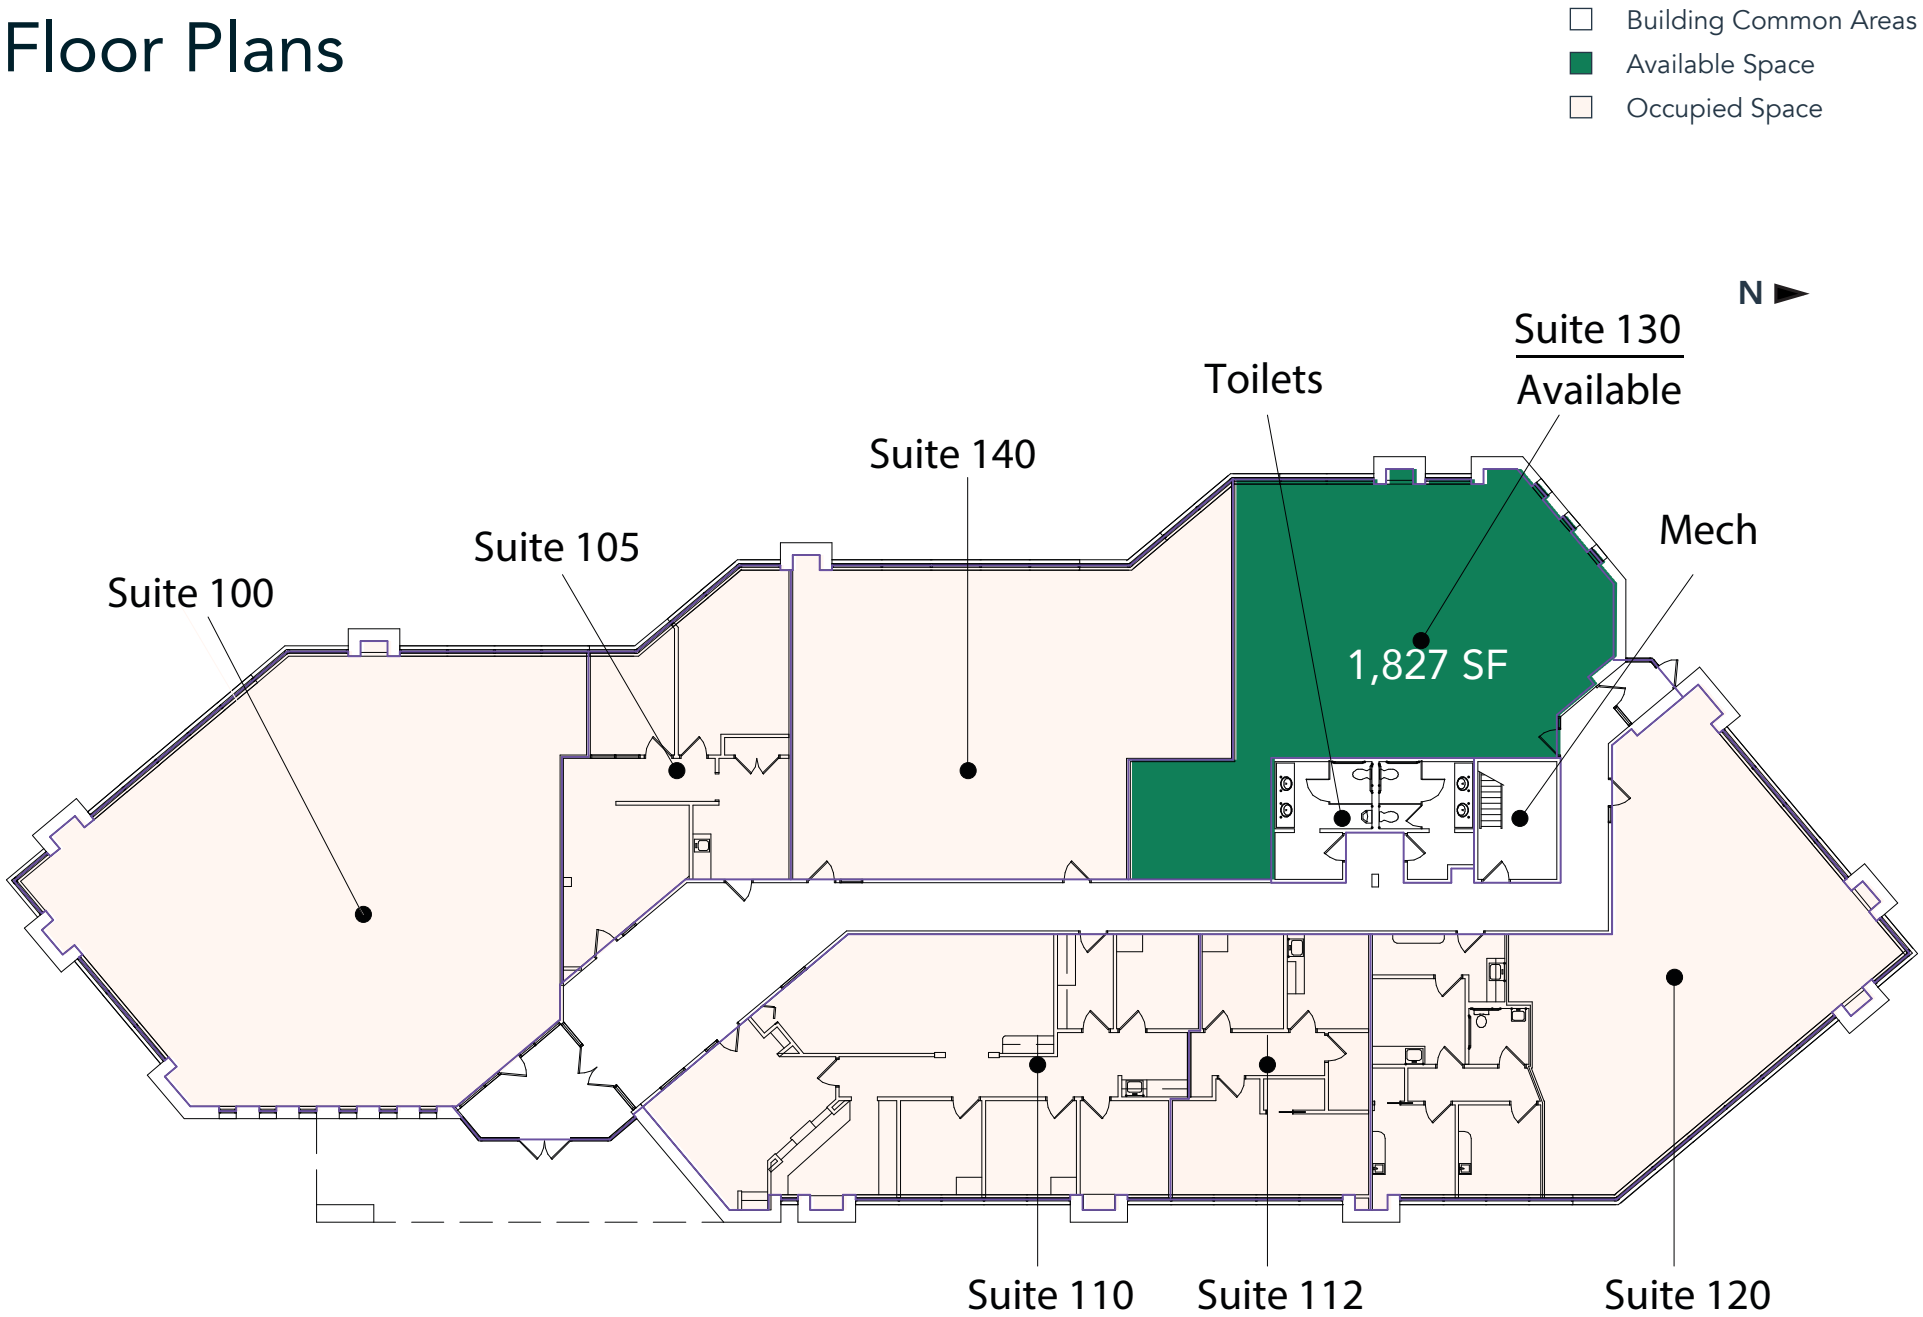 Floor Plans
Building Common Areas
Available Space
Occupied Space
N
Suite 130
Available
Toilets
Suite 140
Mech
Suite 105
Suite 100
1,827 SF
Suite 110
Suite 112
Suite 120